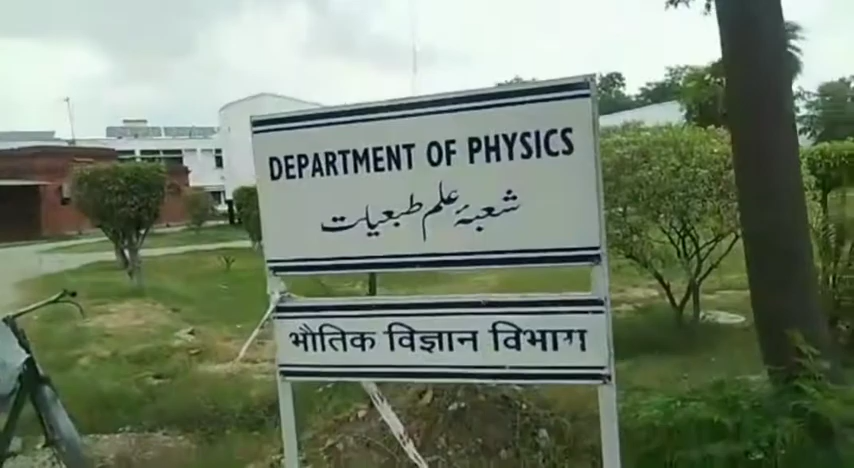 DEPARTMENT OF PHYSICS
شعبۂ علم طبعیات
भौतिक विज्ञान विभाग